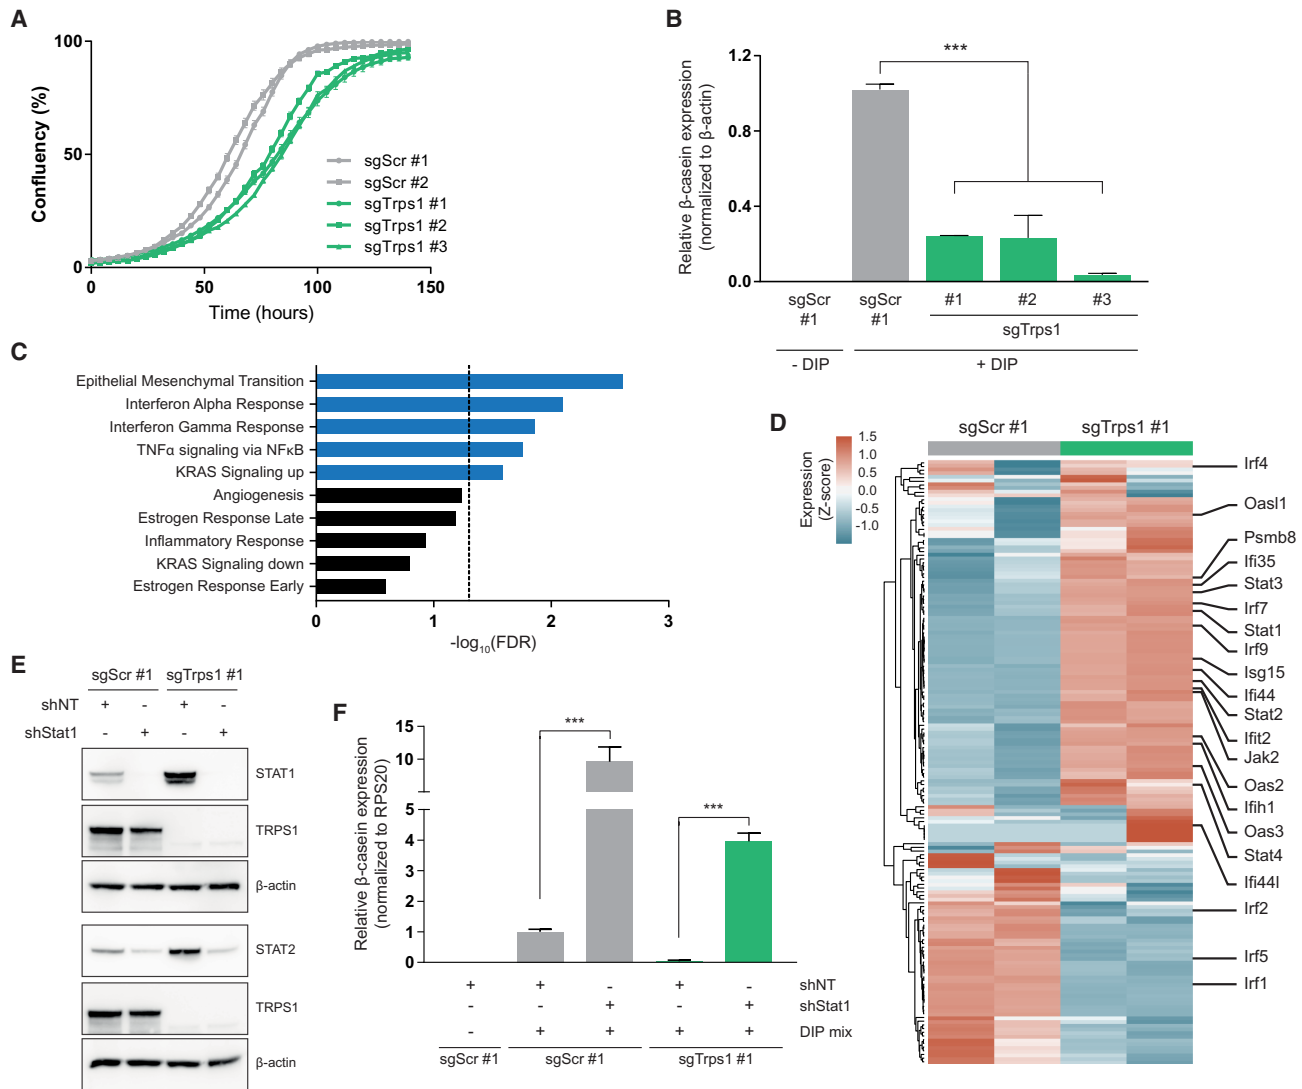 A
100
50
0
Confluency (%)
0
50
100
150
Time (hours)
sgScr #1
sgScr #2
sgTrps1 #1
sgTrps1 #2
sgTrps1 #3
B
Relative β-casein expression
(normalized to β-actin)
1.2
0.8
0.4
0.0
***
sgScr
#1
sgScr
#1
#1
#2
#3
sgTrps1
- DIP
+ DIP
C
Epithelial Mesenchymal Transition
Interferon Alpha Response
Interferon Gamma Response
TNFα signaling via NFκB
KRAS Signaling up
Angiogenesis
Estrogen Response Late
Inflammatory Response
KRAS Signaling down
Estrogen Response Early
0
1
2
3
-log10(FDR)
D
Expression
(Z-score)
1.5
1.0
0.5
0.0
-0.5
-1.0
sgScr #1
sgTrps1 #1
Irf4
Oasl1
Psmb8
Ifi35
Stat3
Irf7
Stat1
Irf9
Isg15
Ifi44
Stat2
Ifit2
Jak2
Oas2
Ifih1
Oas3
Stat4
Ifi44l
Irf2
Irf5
Irf1
E
sgScr #1
sgTrps1 #1
shNT
+
-
+
-
shStat1
-
+
-
+
STAT1
TRPS1
β-actin
STAT2
TRPS1
β-actin
F
Relative β-casein expression
(normalized to RPS20)
15
10
5
5
4
3
2
1
0
***
***
+
+
-
+
-
shNT
-
-
+
-
+
shStat1
-
+
+
+
+
DIP mix
sgScr #1
sgScr #1
sgTrps1 #1